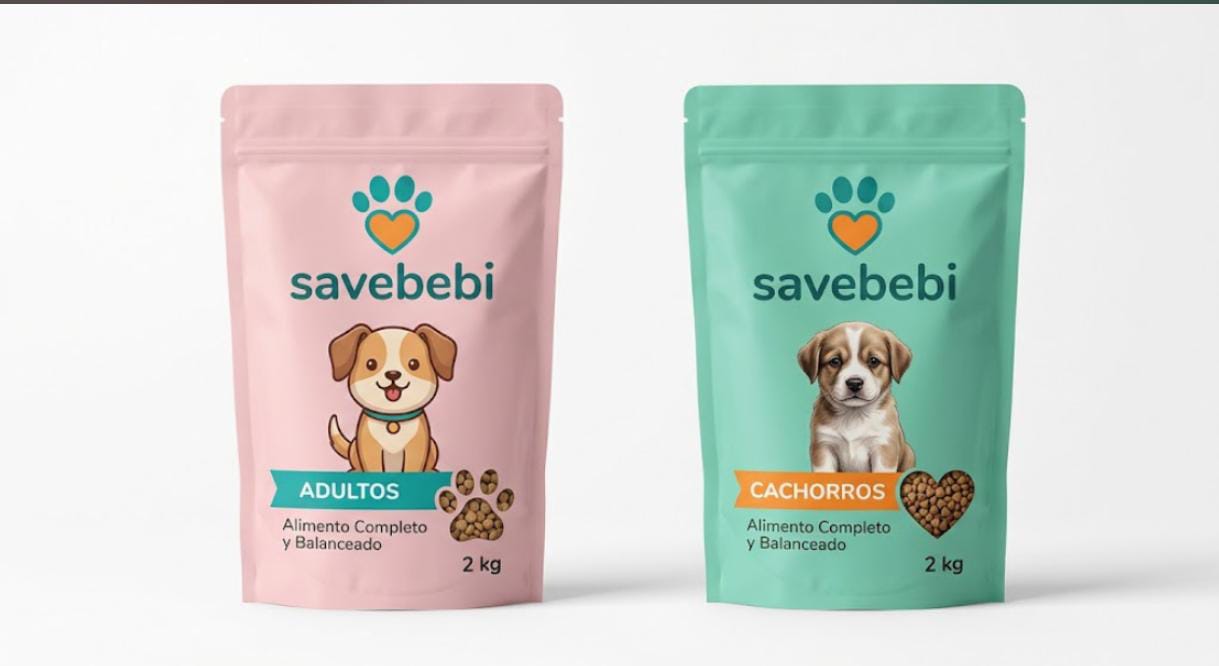 savebebi
ADULTOS
Alimento Completo
y Balanceado
2 kg
savebebi
CACHORROS
Alimento Completo
y Balanceado
2 kg